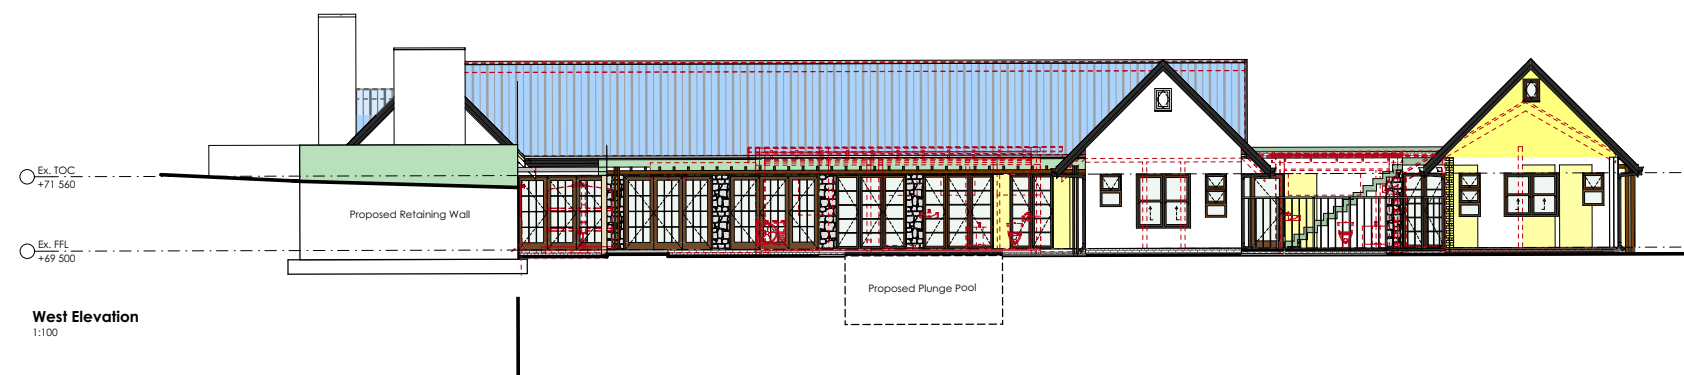 Ex. TOC
+71 560
Proposed Retaining Wall
Ex. FFL
+69 500
Proposed Plunge Pool
West Elevation
1:100